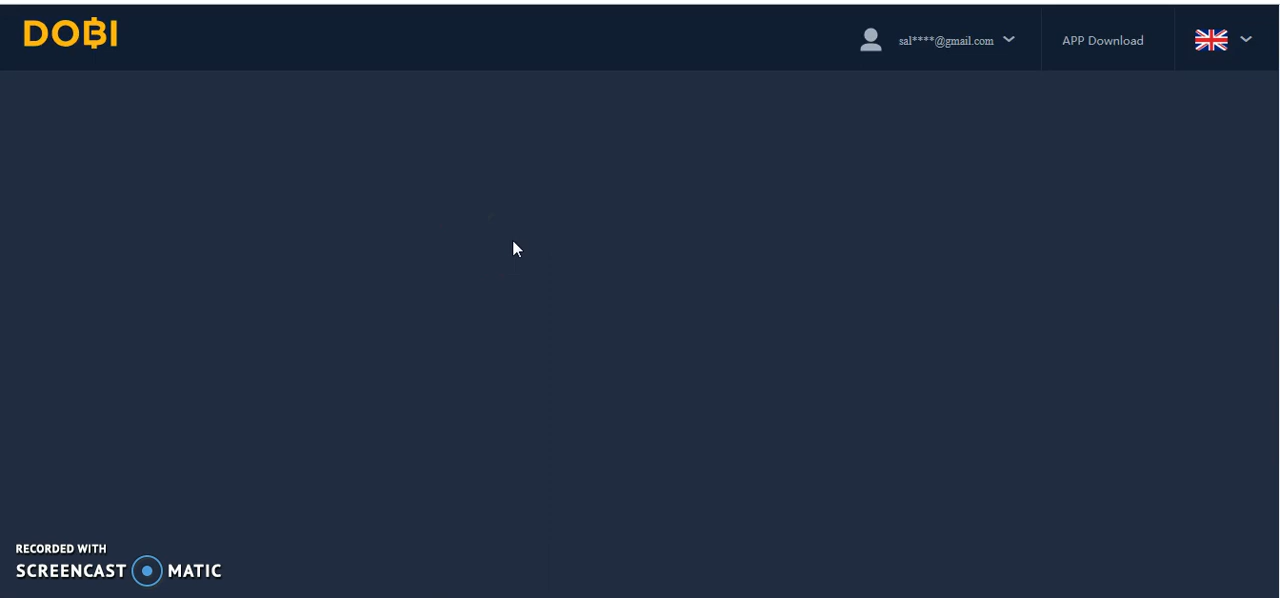 DOBI
sal****@gmail.com
APP Download
RECORDED WITH
SCREENCAST MATIC